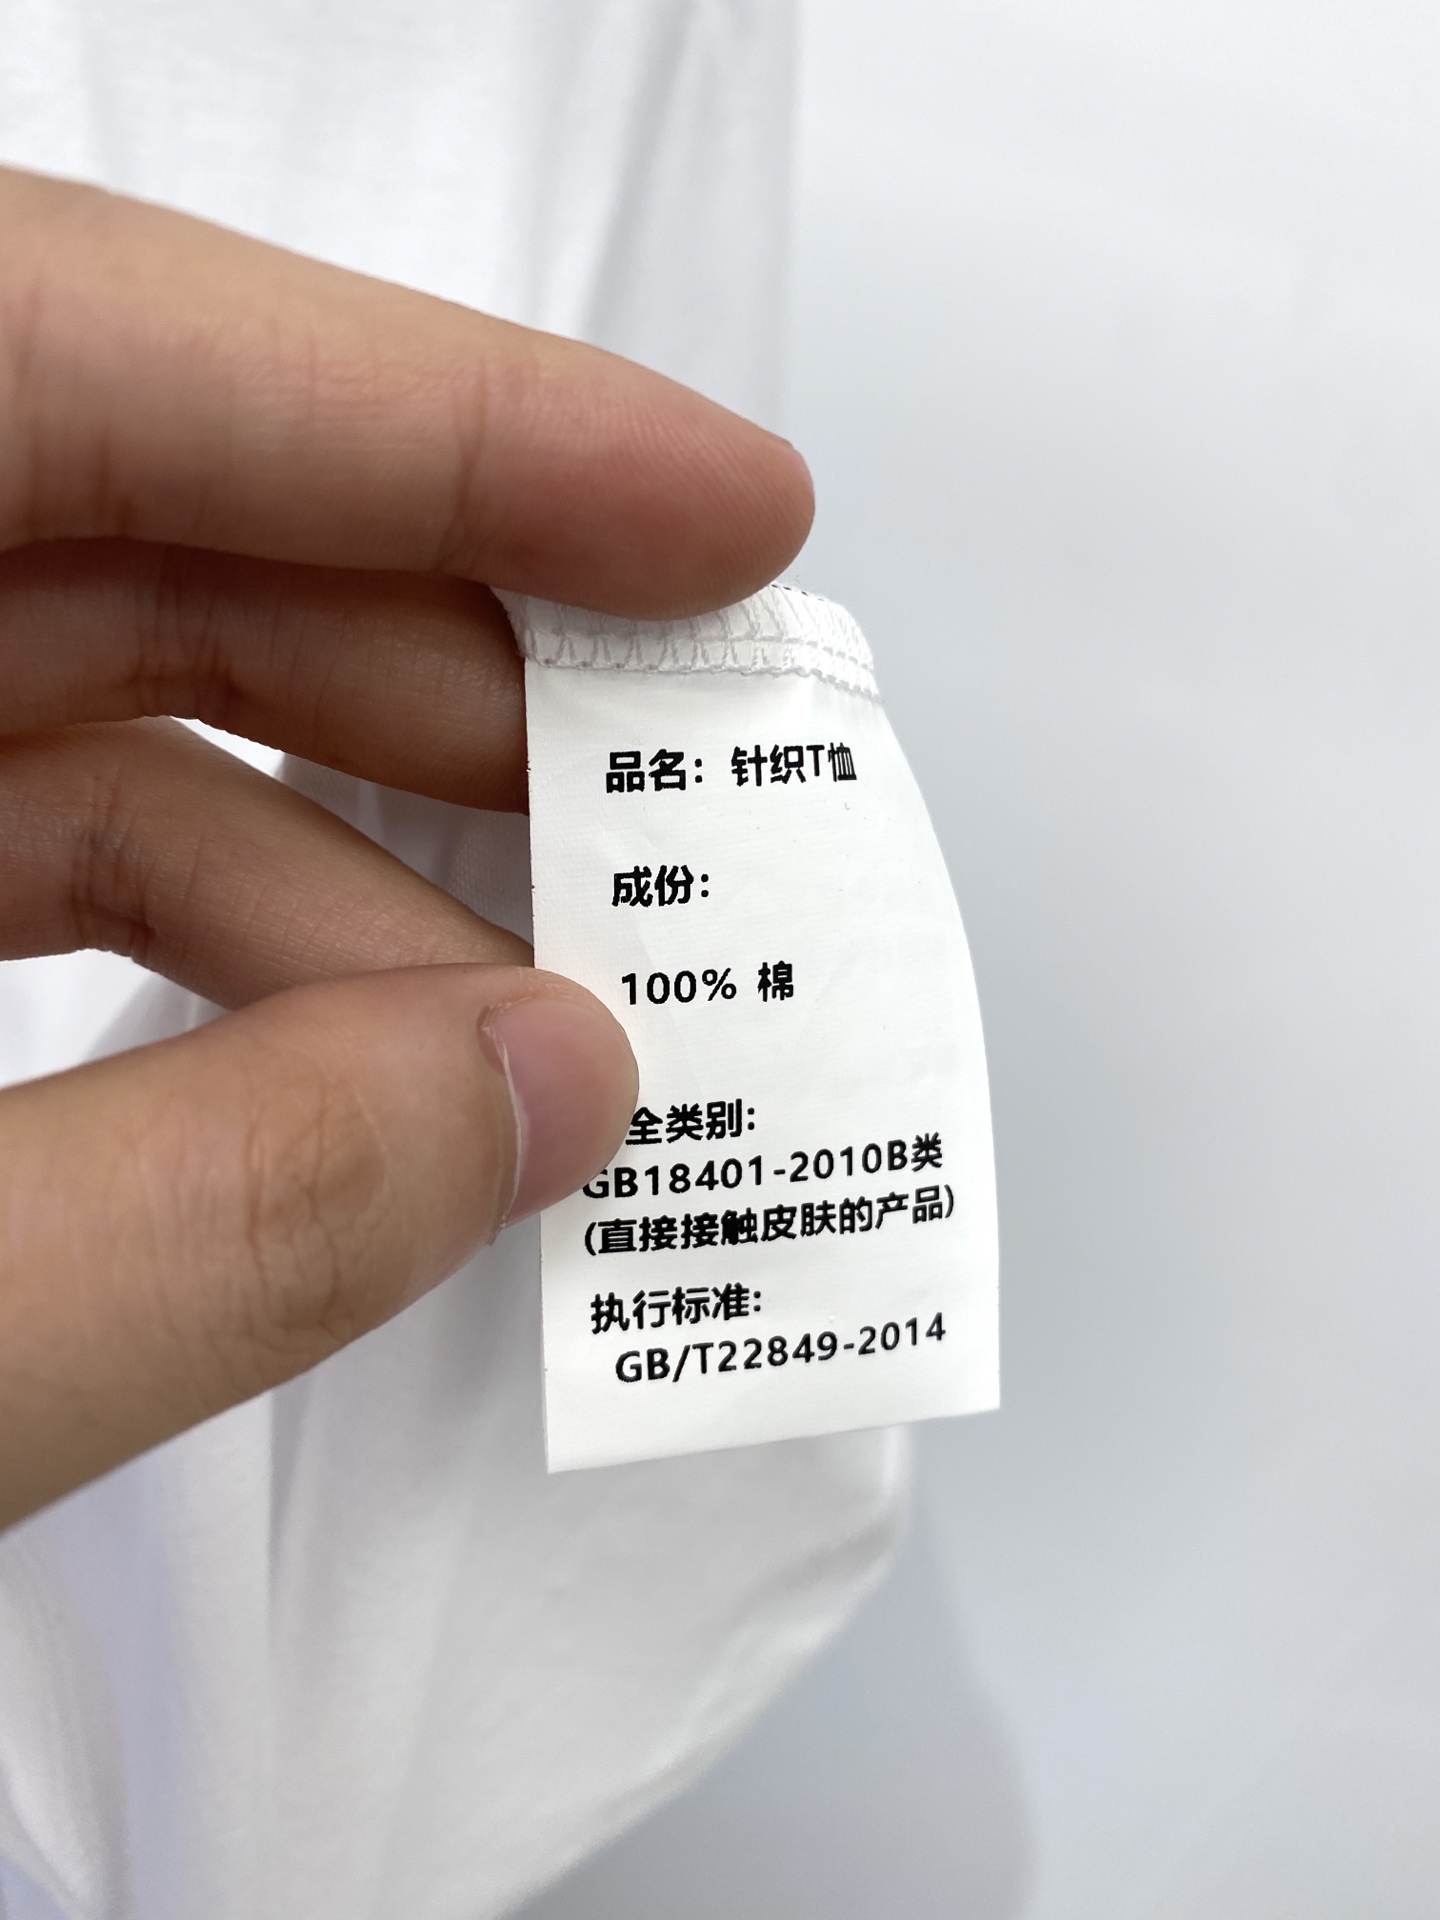 品名：针织T恤
成份：
100% 棉
全类别：
GB18401-2010B类
(直接接触皮肤的产品)
执行标准：
GB/T22849-2014